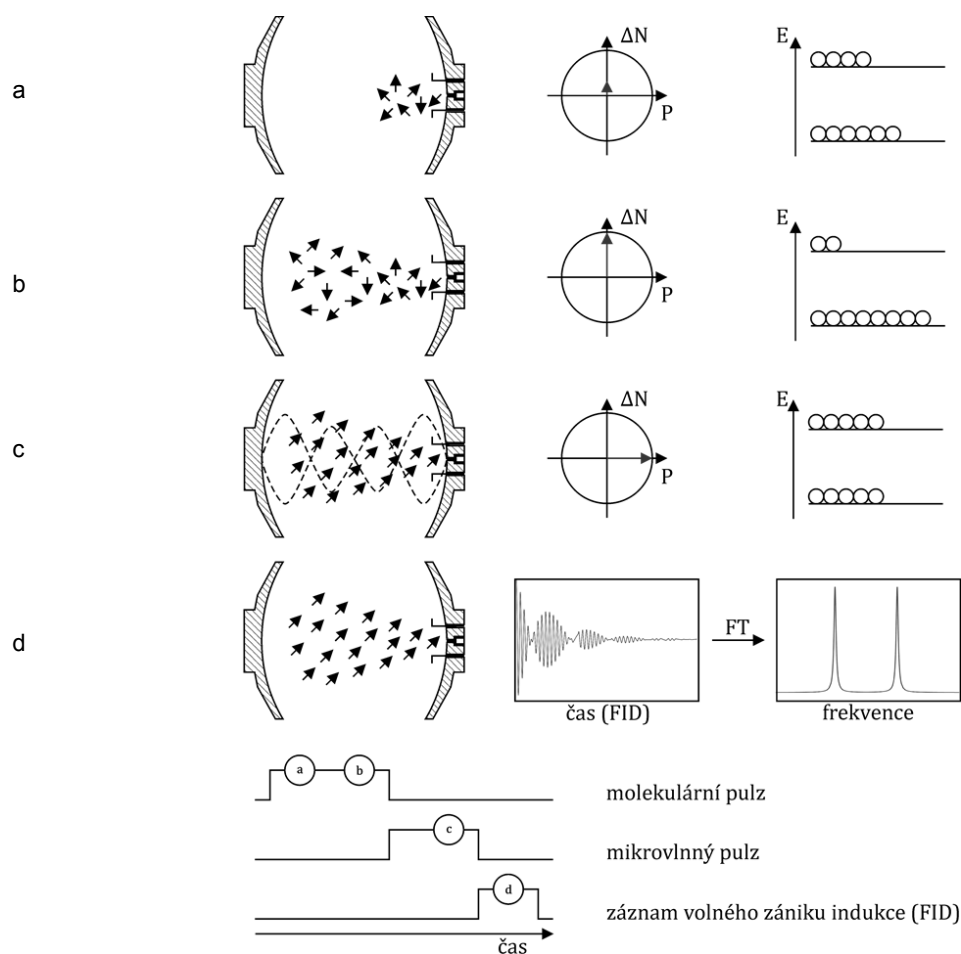 a
ΔN
P
E
b
ΔN
P
E
c
ΔN
P
E
d
FT
čas (FID)
frekvence
a
b
molekulární pulz
c
mikrovlnný pulz
d
záznam volného zániku indukce (FID)
čas